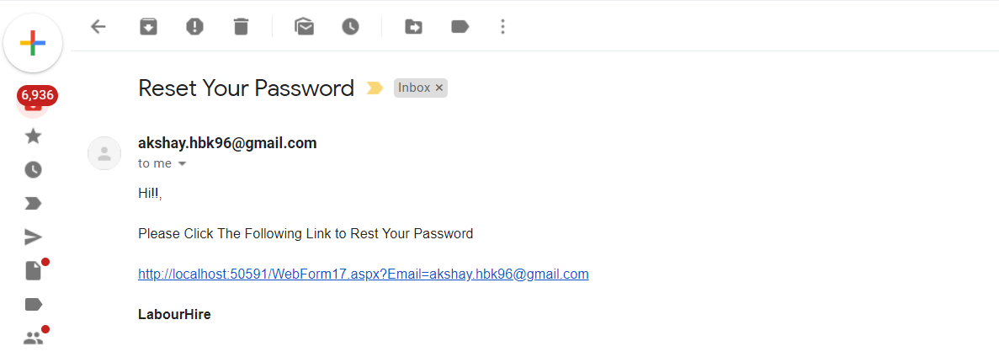 Reset Your Password
Inbox ×
6,936
akshay.hbk96@gmail.com
to me
Hi!!,
Please Click The Following Link to Rest Your Password
http://localhost:50591/WebForm17.aspx?Email=akshay.hbk96@gmail.com
LabourHire